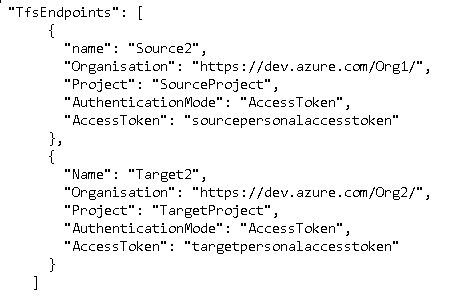 "TfsEndpoints": [
{
"name": "Source2",
"Organisation": "https://dev.azure.com/Org1/",
"Project": "SourceProject",
"AuthenticationMode": "AccessToken",
"AccessToken": "sourcepersonalaccesstoken"
},
{
"Name": "Target2",
"Organisation": "https://dev.azure.com/Org2/",
"Project": "TargetProject",
"AuthenticationMode": "AccessToken",
"AccessToken": "targetpersonalaccesstoken"
}
]